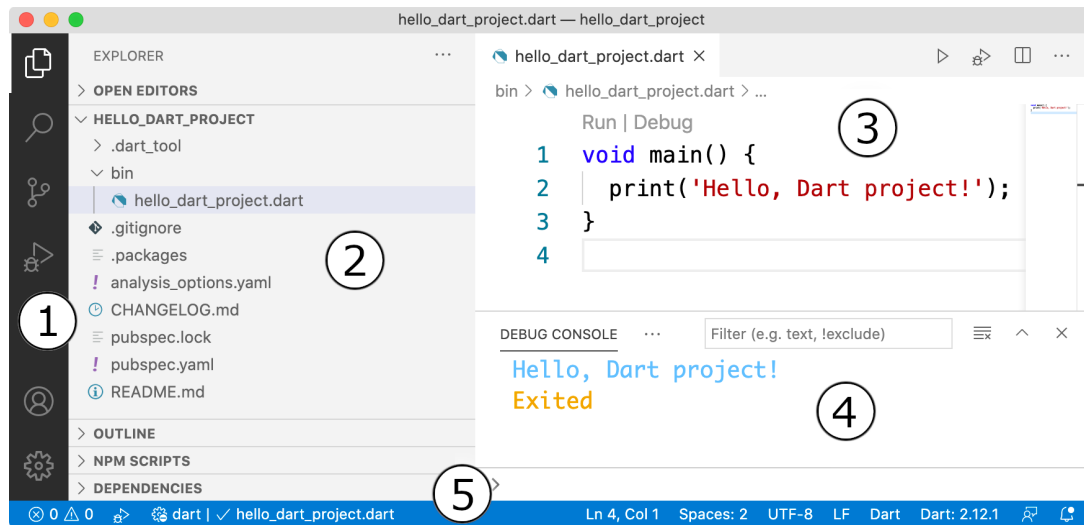 hello_dart_project.dart — hello_dart_project
EXPLORER
OPEN EDITORS
HELLO_DART_PROJECT
.dart_tool
bin
hello_dart_project.dart
.gitignore
.packages
analysis_options.yaml
CHANGELOG.md
pubspec.lock
pubspec.yaml
README.md
OUTLINE
NPM SCRIPTS
DEPENDENCIES
1
2
hello_dart_project.dart
bin > hello_dart_project.dart > ...
Run | Debug
3
1 void main() {
2 print('Hello, Dart project!');
3 }
4
DEBUG CONSOLE
Filter (e.g. text, !exclude)
Hello, Dart project!
Exited
4
5
0 0 dart | hello_dart_project.dart Ln 4, Col 1 Spaces: 2 UTF-8 LF Dart Dart: 2.12.1